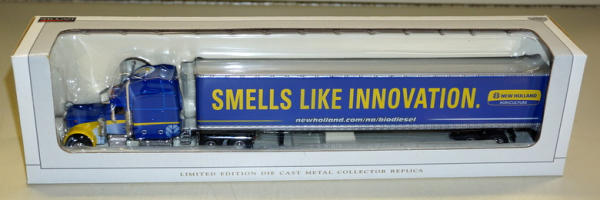 SMELLS LIKE INNOVATION.
NEW HOLLAND
AGRICULTURE
newholland.com/na/biodiesel
LIMITED EDITION DIE CAST METAL COLLECTOR REPLICA